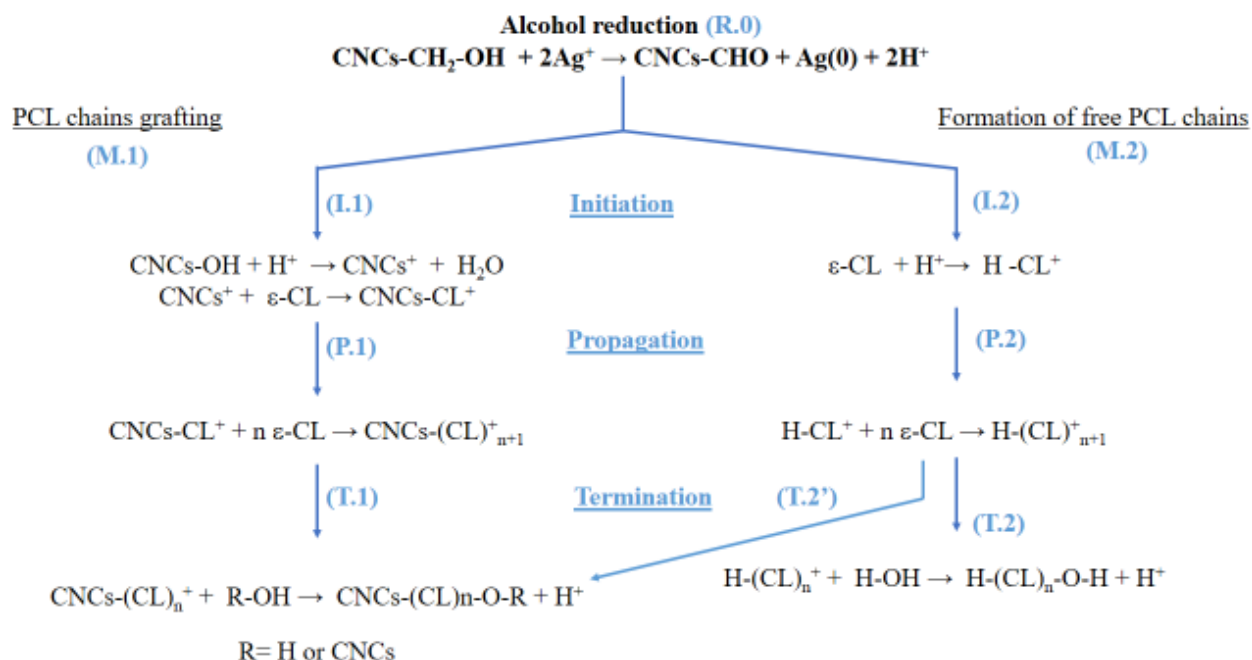 Alcohol reduction (R.0)
CNCs-CH₂-OH + 2Ag⁺ → CNCs-CHO + Ag(0) + 2H⁺
PCL chains grafting
(M.1)
Formation of free PCL chains
(M.2)
(I.1)
Initiation
(I.2)
CNCs-OH + H⁺ → CNCs⁺ + H₂O
CNCs⁺ + ε-CL → CNCs-CL⁺
ε-CL + H⁺→ H -CL⁺
(P.1)
Propagation
(P.2)
CNCs-CL⁺ + n ε-CL → CNCs-(CL)⁺ₙ₊₁
H-CL⁺ + n ε-CL → H-(CL)⁺ₙ₊₁
(T.1)
Termination
(T.2’)
(T.2)
CNCs-(CL)ₙ⁺ + R-OH → CNCs-(CL)n-O-R + H⁺
H-(CL)ₙ⁺ + H-OH → H-(CL)ₙ-O-H + H⁺
R= H or CNCs